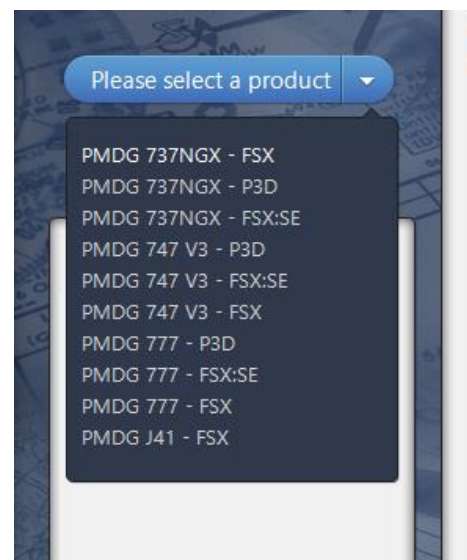 Please select a product
PMDG 737NGX - FSX
PMDG 737NGX - P3D
PMDG 737NGX - FSX:SE
PMDG 747 V3 - P3D
PMDG 747 V3 - FSX:SE
PMDG 747 V3 - FSX
PMDG 777 - P3D
PMDG 777 - FSX:SE
PMDG 777 - FSX
PMDG J41 - FSX